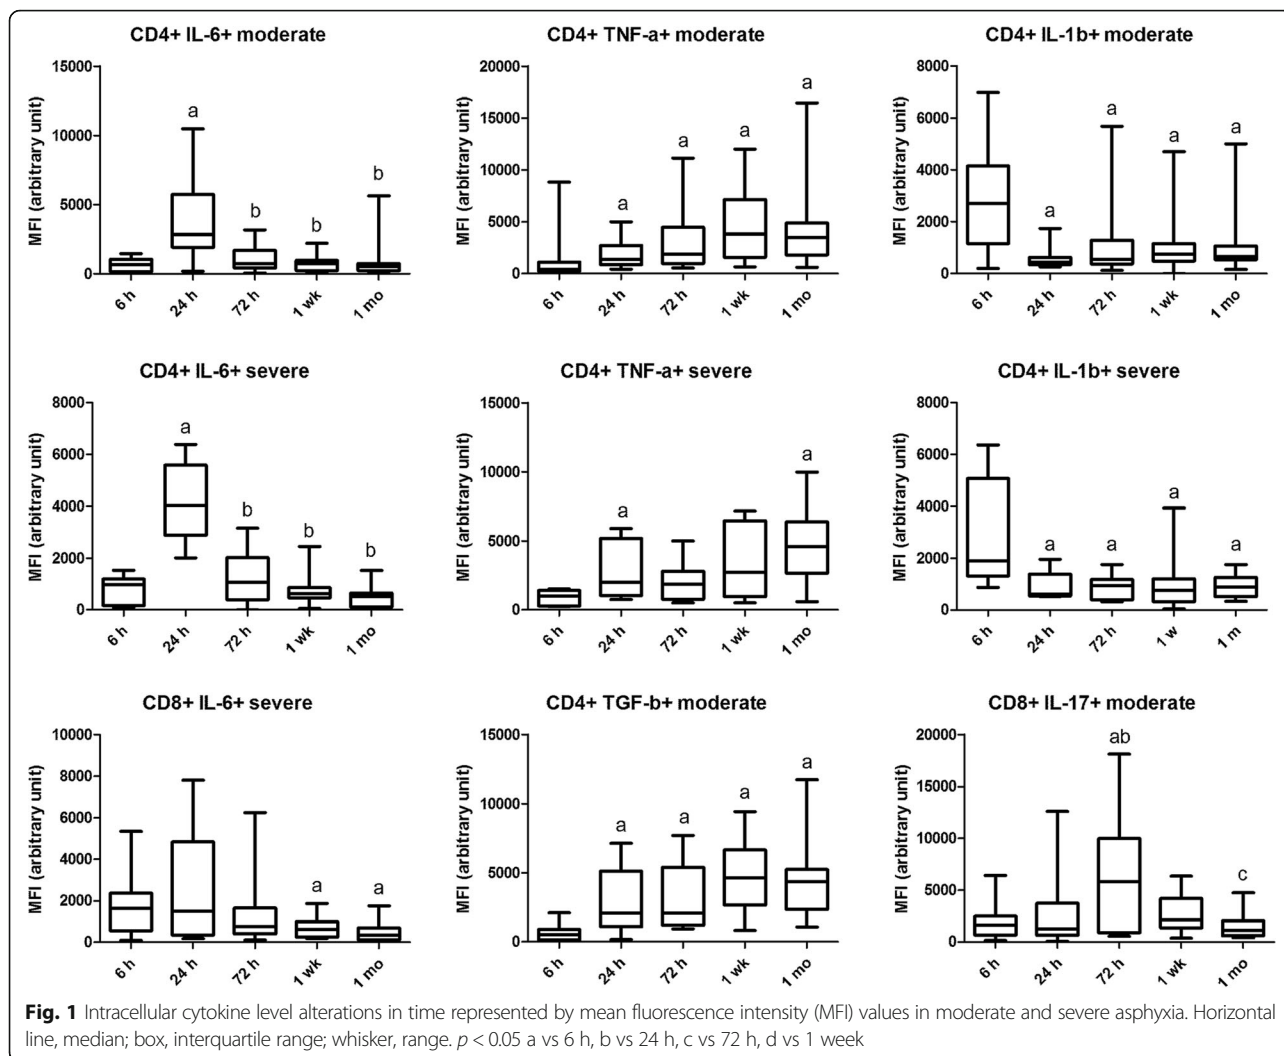 CD4+ IL-6+ moderate
MFI (arbitrary unit)
15000
10000
5000
0
a
b
b
b
6 h
24 h
72 h
1 wk
1 mo
CD4+ TNF-a+ moderate
MFI (arbitrary unit)
20000
15000
10000
5000
0
a
a
a
a
6 h
24 h
72 h
1 wk
1 mo
CD4+ IL-1b+ moderate
MFI (arbitrary unit)
8000
6000
4000
2000
0
a
a
a
a
6 h
24 h
72 h
1 wk
1 mo
CD4+ IL-6+ severe
MFI (arbitrary unit)
8000
6000
4000
2000
0
a
b
b
b
6 h
24 h
72 h
1 wk
1 mo
CD4+ TNF-a+ severe
MFI (arbitrary unit)
15000
10000
5000
0
a
a
6 h
24 h
72 h
1 wk
1 mo
CD4+ IL-1b+ severe
MFI (arbitrary unit)
8000
6000
4000
2000
0
a
a
a
a
6 h
24 h
72 h
1 w
1 m
CD8+ IL-6+ severe
MFI (arbitrary unit)
10000
8000
6000
4000
2000
0
a
a
6 h
24 h
72 h
1 wk
1 mo
CD4+ TGF-b+ moderate
MFI (arbitrary unit)
15000
10000
5000
0
a
a
a
a
6 h
24 h
72 h
1 wk
1 mo
CD8+ IL-17+ moderate
MFI (arbitrary unit)
20000
15000
10000
5000
0
ab
c
6 h
24 h
72 h
1 wk
1 mo
Fig. 1 Intracellular cytokine level alterations in time represented by mean fluorescence intensity (MFI) values in moderate and severe asphyxia. Horizontal
line, median; box, interquartile range; whisker, range. p < 0.05 a vs 6 h, b vs 24 h, c vs 72 h, d vs 1 week